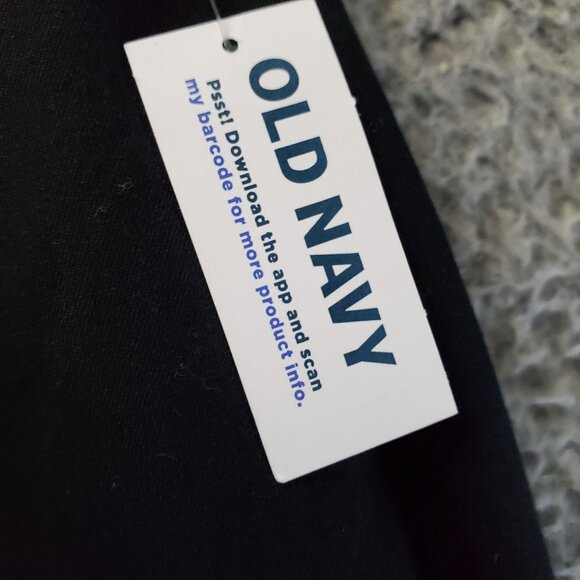 OLD NAVY
Psst! Download the app and scan
my barcode for more product info.